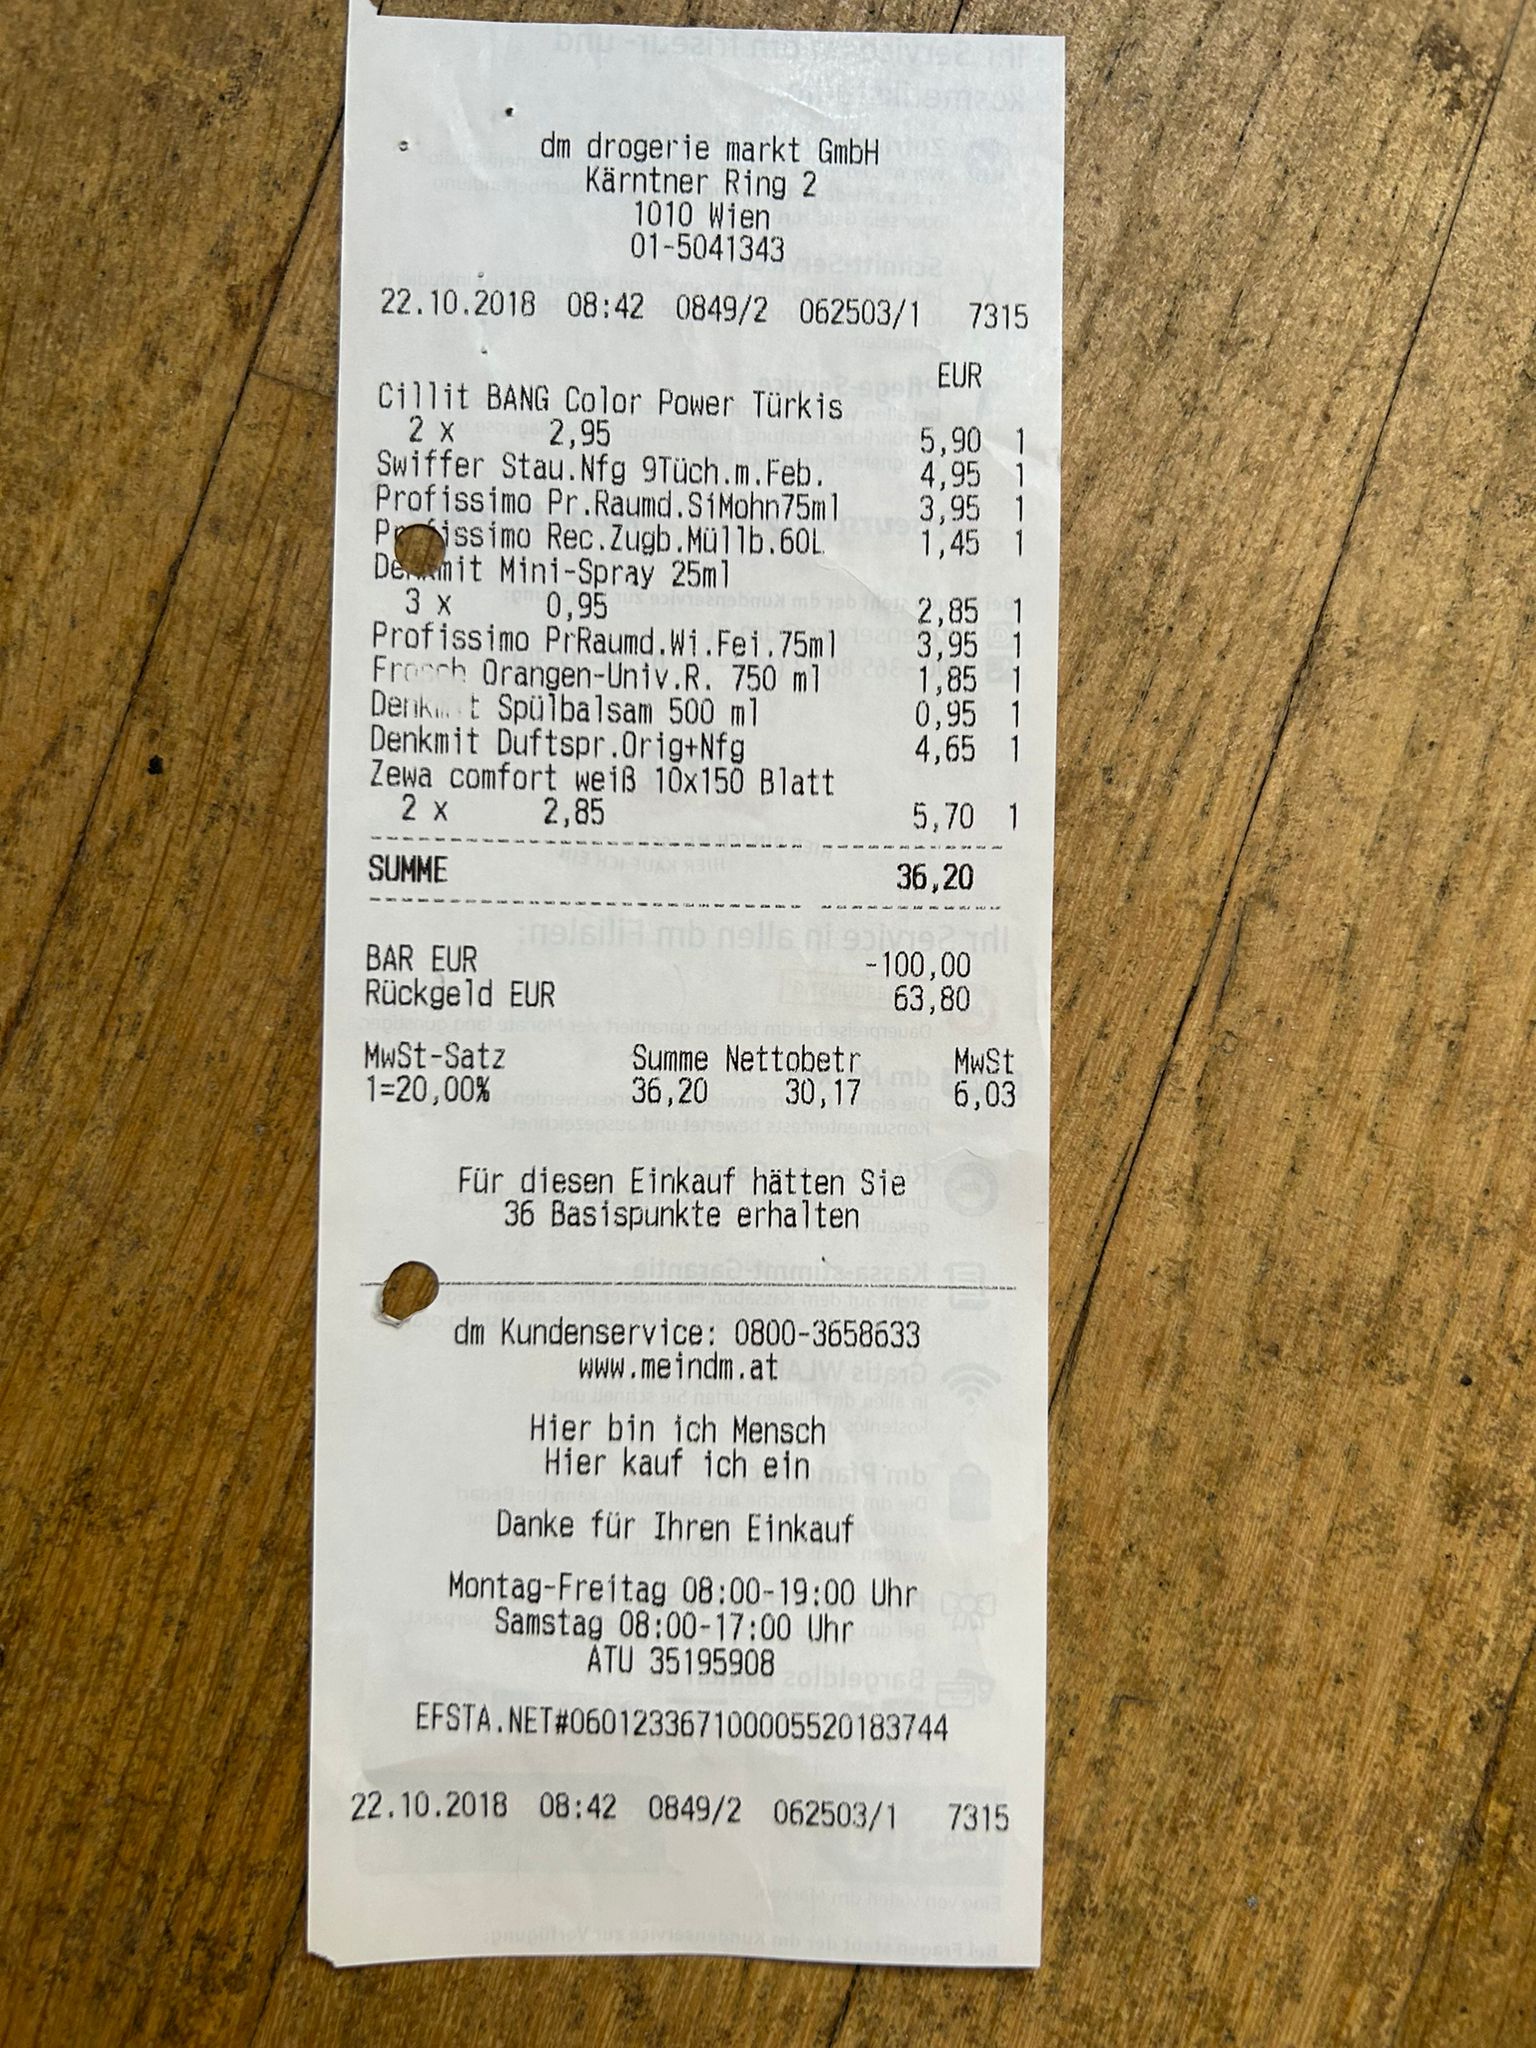 dm drogerie markt GmbH
Kärntner Ring 2
1010 Wien
01-5041343
22.10.2018 08:42 0849/2 062503/1 7315
EUR
Cillit BANG Color Power Türkis
2 x 2,95 5,90 1
Swiffer Stau.Nfg 9Tüch.m.Feb. 4,95 1
Profissimo Pr.Raumd.SiMohn75ml 3,95 1
Profissimo Rec.Zugb.Müllb.60L 1,45 1
Denkmit Mini-Spray 25ml
3 x 0,95 2,85 1
Profissimo PrRaumd.Wi.Fei.75ml 3,95 1
Frosch Orangen-Univ.R. 750 ml 1,85 1
Denkmit Spülbalsam 500 ml 0,95 1
Denkmit Duftspr.Orig+Nfg 4,65 1
Zewa comfort weiß 10x150 Blatt
2 x 2,85 5,70 1
SUMME 36,20
BAR EUR -100,00
Rückgeld EUR 63,80
MwSt-Satz Summe Nettobetr MwSt
1=20,00% 36,20 30,17 6,03
Für diesen Einkauf hätten Sie
36 Basispunkte erhalten
dm Kundenservice: 0800-3658633
www.meindm.at
Hier bin ich Mensch
Hier kauf ich ein
Danke für Ihren Einkauf
Montag-Freitag 08:00-19:00 Uhr
Samstag 08:00-17:00 Uhr
ATU 35195908
EFSTA.NET#060123367100005520183744
22.10.2018 08:42 0849/2 062503/1 7315